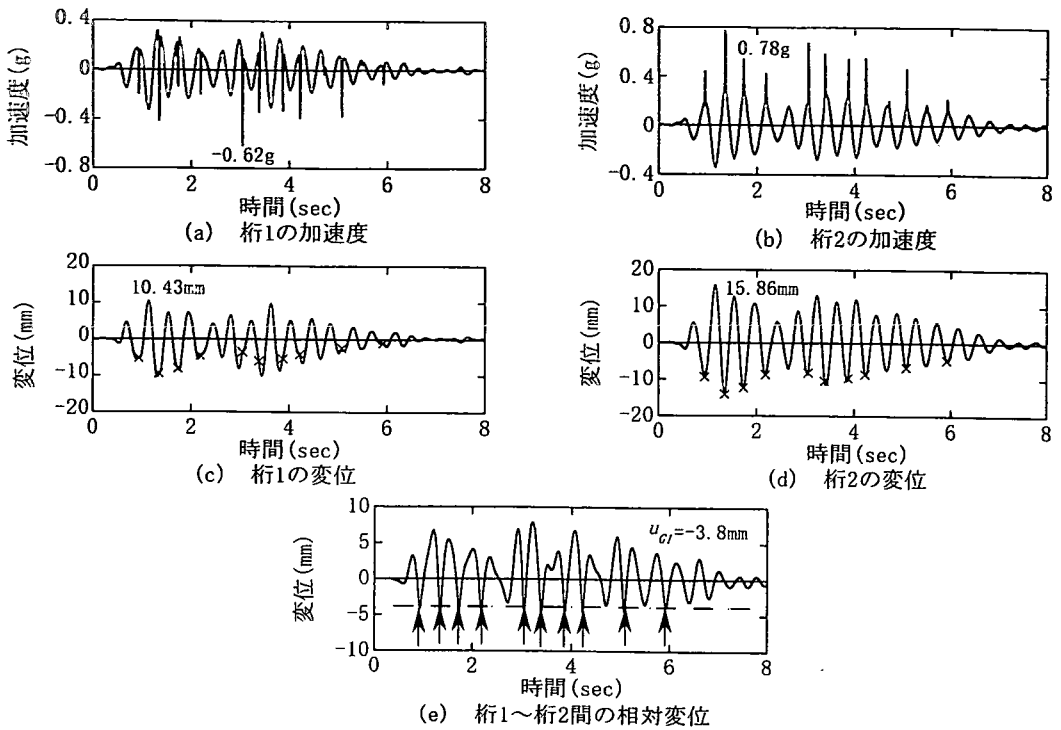 0.4
0
-0.4
-0.8
加速度(g)
-0.62g
0 2 4 6 8
時間(sec)
(a) 桁1の加速度
0.8
0.4
0
-0.4
加速度(g)
0.78g
0 2 4 6 8
時間(sec)
(b) 桁2の加速度
20
10
0
-10
-20
変位(mm)
10.43mm
0 2 4 6 8
時間(sec)
(c) 桁1の変位
20
10
0
-10
-20
変位(mm)
15.86mm
0 2 4 6 8
時間(sec)
(d) 桁2の変位
10
5
0
-5
-10
変位(mm)
u_{GI}=-3.8mm
0 2 4 6 8
時間(sec)
(e) 桁1～桁2間の相対変位